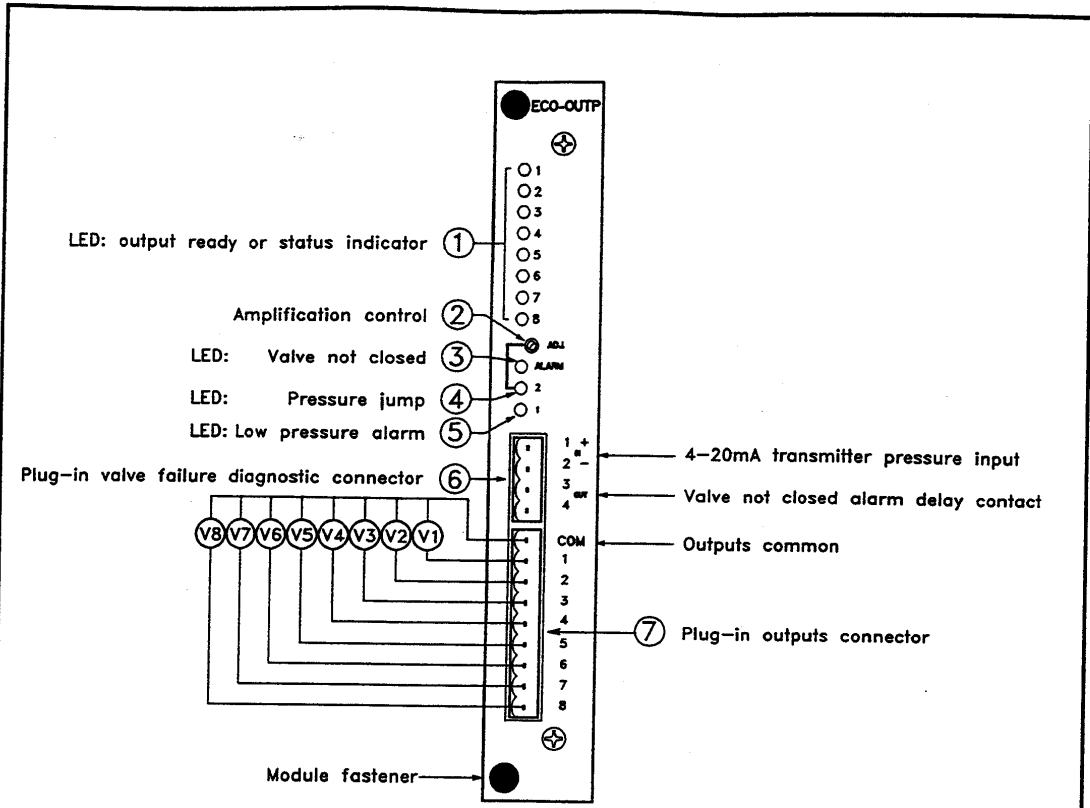 ECO-OUTP
1
2
3
4
5
6
7
8
LED: output ready or status indicator 1
Amplification control 2
ADJ.
LED: Valve not closed 3
ALARM
LED: Pressure jump 4
2
LED: Low pressure alarm 5
1
Plug-in valve failure diagnostic connector 6
1 +
IN
2 -
3
OUT
4
4-20mA transmitter pressure input
Valve not closed alarm delay contact
V8 V7 V6 V5 V4 V3 V2 V1
COM
Outputs common
1
2
3
4
5
6
7
8
7 Plug-in outputs connector
Module fastener